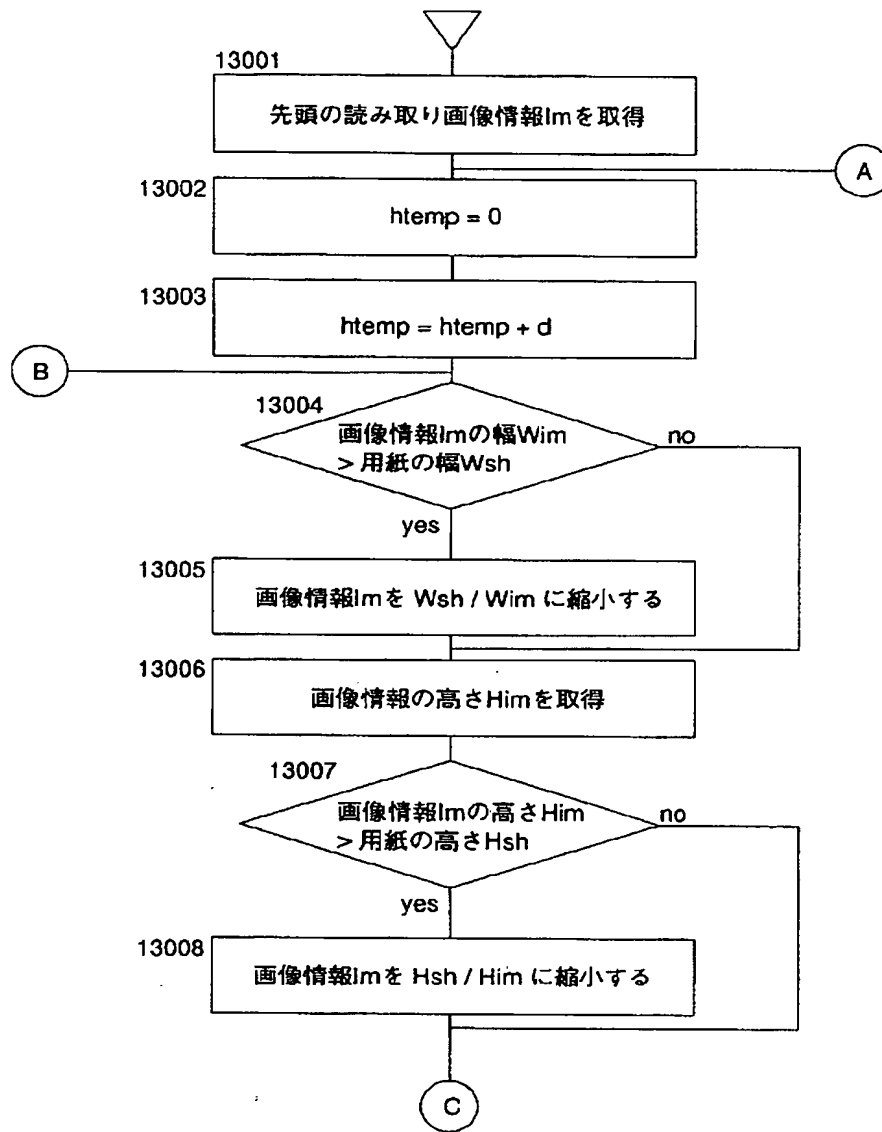 13001
先頭の読み取り画像情報Imを取得
A
13002
htemp = 0
13003
htemp = htemp + d
B
13004
画像情報Imの幅Wim
> 用紙の幅Wsh
no
yes
13005
画像情報Imを Wsh / Wim に縮小する
13006
画像情報の高さHimを取得
13007
画像情報Imの高さHim
> 用紙の高さHsh
no
yes
13008
画像情報Imを Hsh / Him に縮小する
C